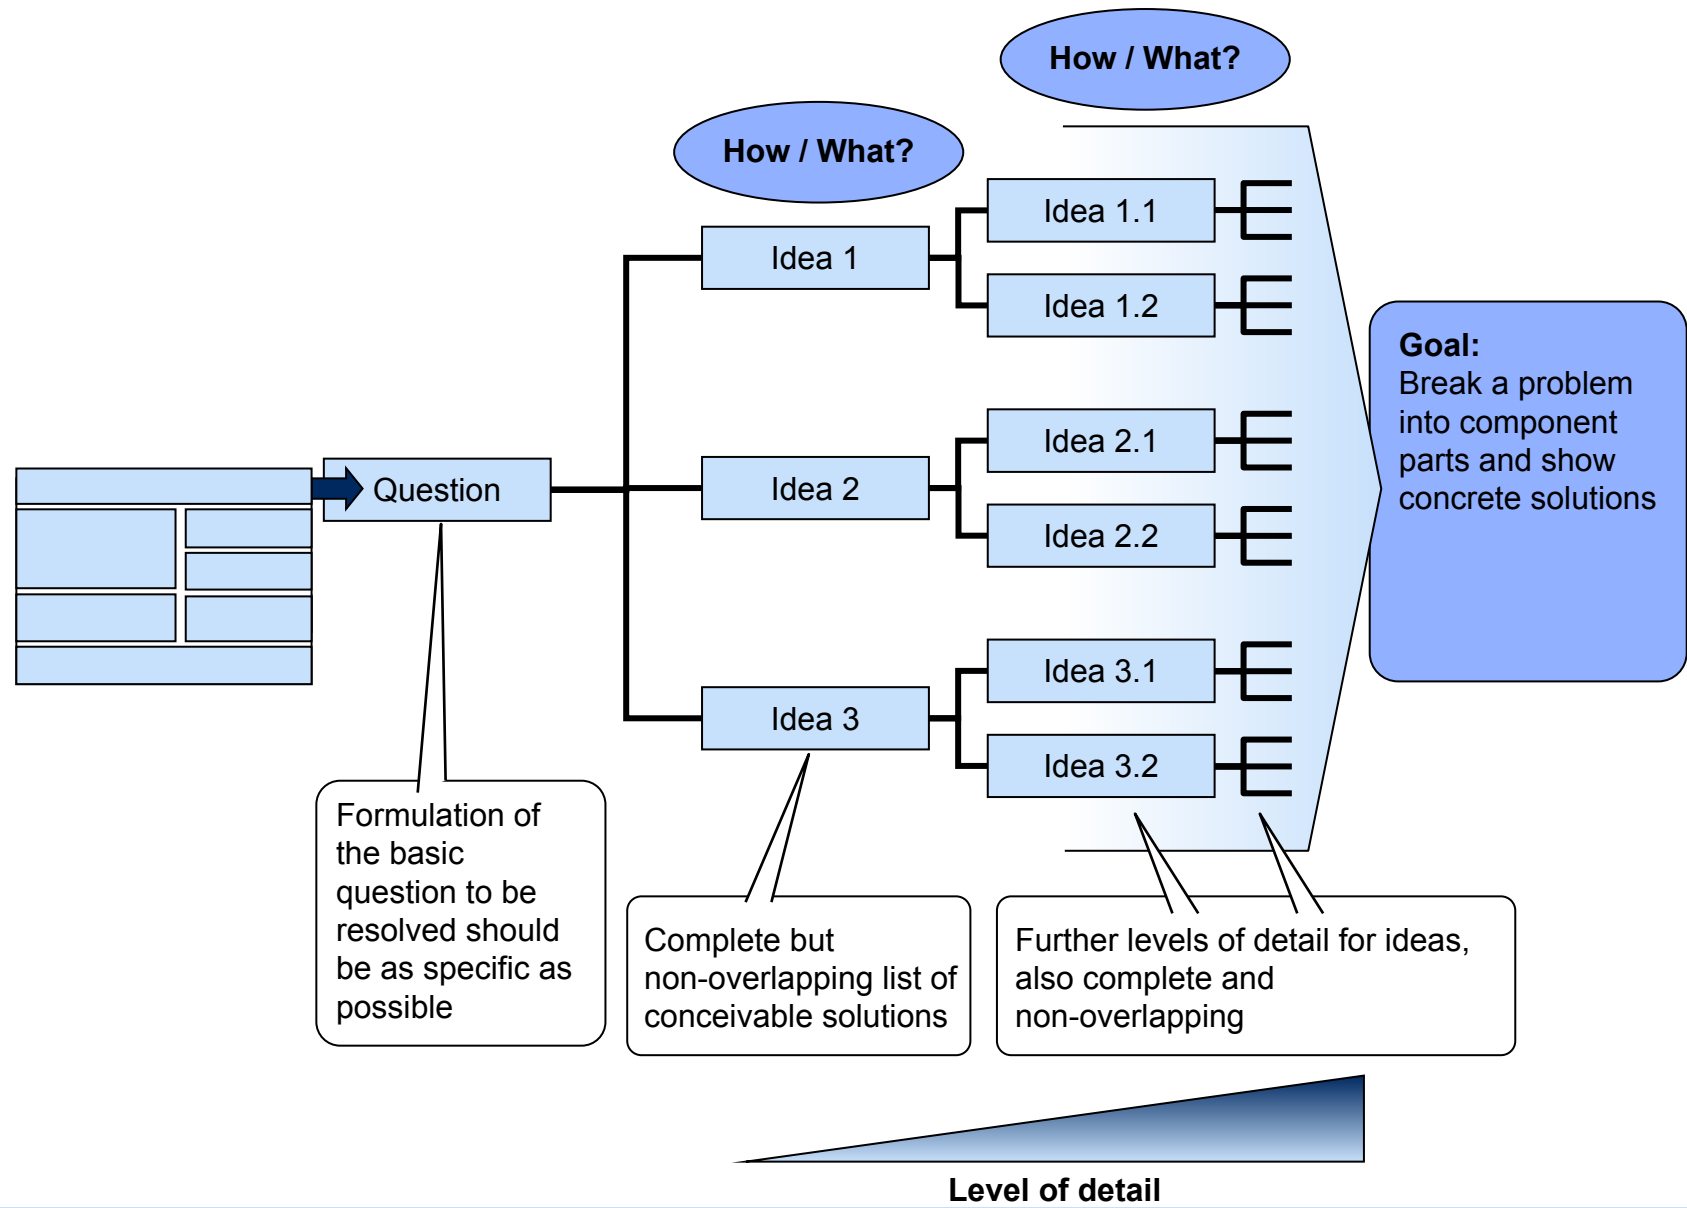 How / What?
How / What?
Idea 1.1
Idea 1
Idea 1.2
Goal:
Break a problem
into component
parts and show
concrete solutions
Idea 2.1
Question
Idea 2
Idea 2.2
Idea 3.1
Idea 3
Idea 3.2
Formulation of
the basic
question to be
resolved should
be as specific as
possible
Complete but
non-overlapping list of
conceivable solutions
Further levels of detail for ideas,
also complete and
non-overlapping
Level of detail